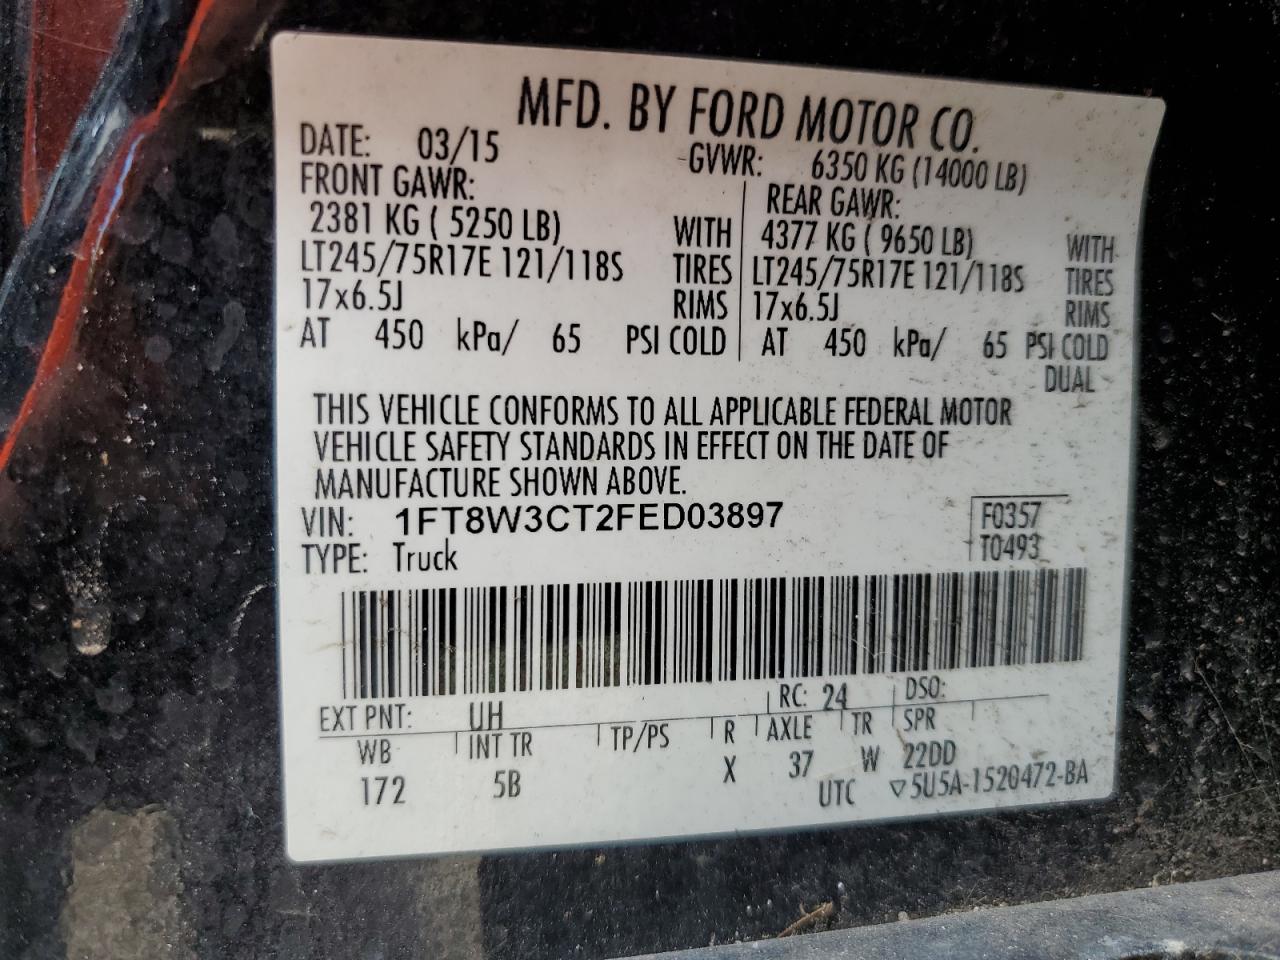 MFD. BY FORD MOTOR CO.
DATE: 03/15 GVWR: 6350 KG (14000 LB)
FRONT GAWR: REAR GAWR:
2381 KG ( 5250 LB) WITH 4377 KG ( 9650 LB) WITH
LT245/75R17E 121/118S TIRES LT245/75R17E 121/118S TIRES
17x6.5J RIMS 17x6.5J RIMS
AT 450 kPa/ 65 PSI COLD AT 450 kPa/ 65 PSI COLD
DUAL
THIS VEHICLE CONFORMS TO ALL APPLICABLE FEDERAL MOTOR
VEHICLE SAFETY STANDARDS IN EFFECT ON THE DATE OF
MANUFACTURE SHOWN ABOVE.
VIN: 1FT8W3CT2FED03897 F0357
TYPE: Truck T0493
EXT PNT: UH RC: 24 DSO:
WB INT TR TP/PS R AXLE TR SPR
172 5B X 37 W 22DD
UTC ▽5U5A-1520472-BA